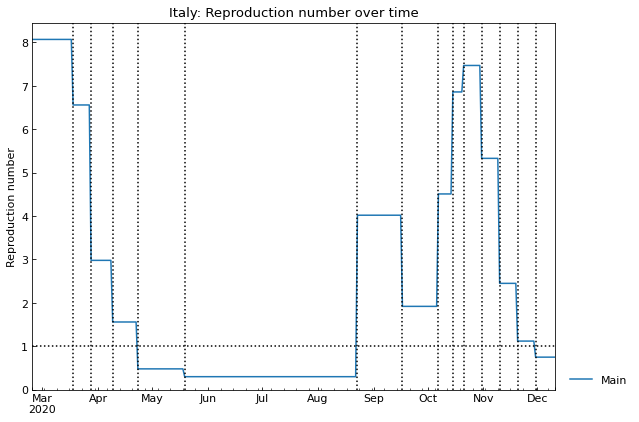 Italy: Reproduction number over time
Reproduction number
8
7
6
5
4
3
2
1
0
Mar Apr May Jun Jul Aug Sep Oct Nov Dec
2020
Main